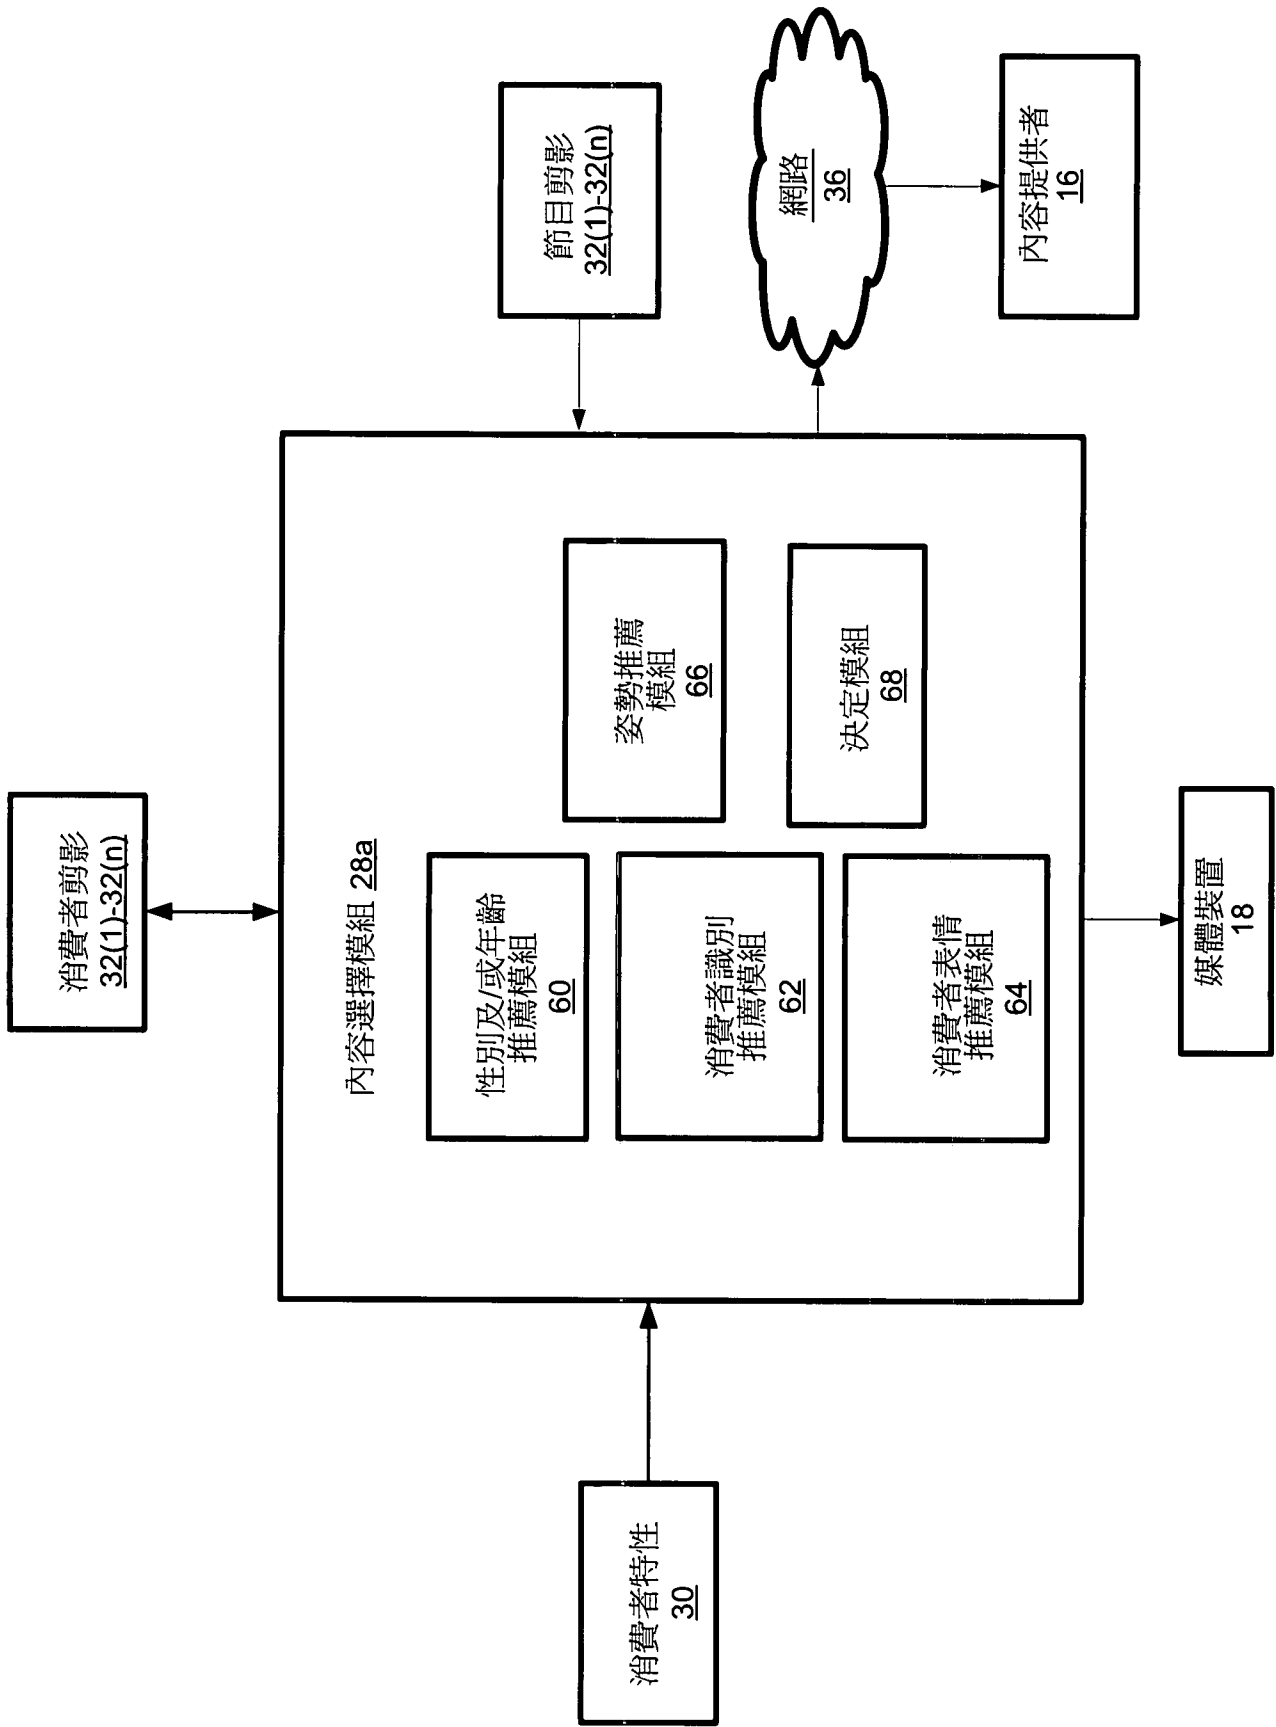 消費者剪影
32(1)-32(n)
節目剪影
32(1)-32(n)
內容選擇模組 28a
性別及/或年齡
推薦模組
60
姿勢推薦
模組
66
消費者識別
推薦模組
62
決定模組
68
消費者表情
推薦模組
64
消費者特性
30
網路
36
內容提供者
16
媒體裝置
18